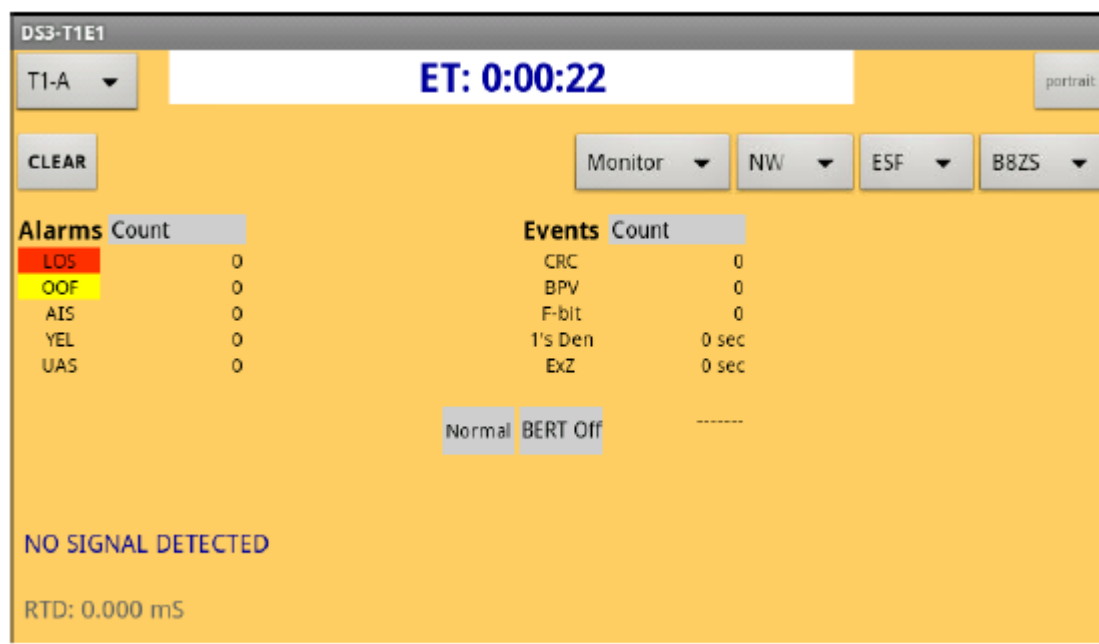 DS3-T1E1
T1-A ET: 0:00:22 portrait
CLEAR Monitor NW ESF B8ZS
Alarms Count Events Count
LOS 0 CRC 0
OOF 0 BPV 0
AIS 0 F-bit 0
YEL 0 1's Den 0 sec
UAS 0 ExZ 0 sec
Normal BERT Off -------
NO SIGNAL DETECTED
RTD: 0.000 mS